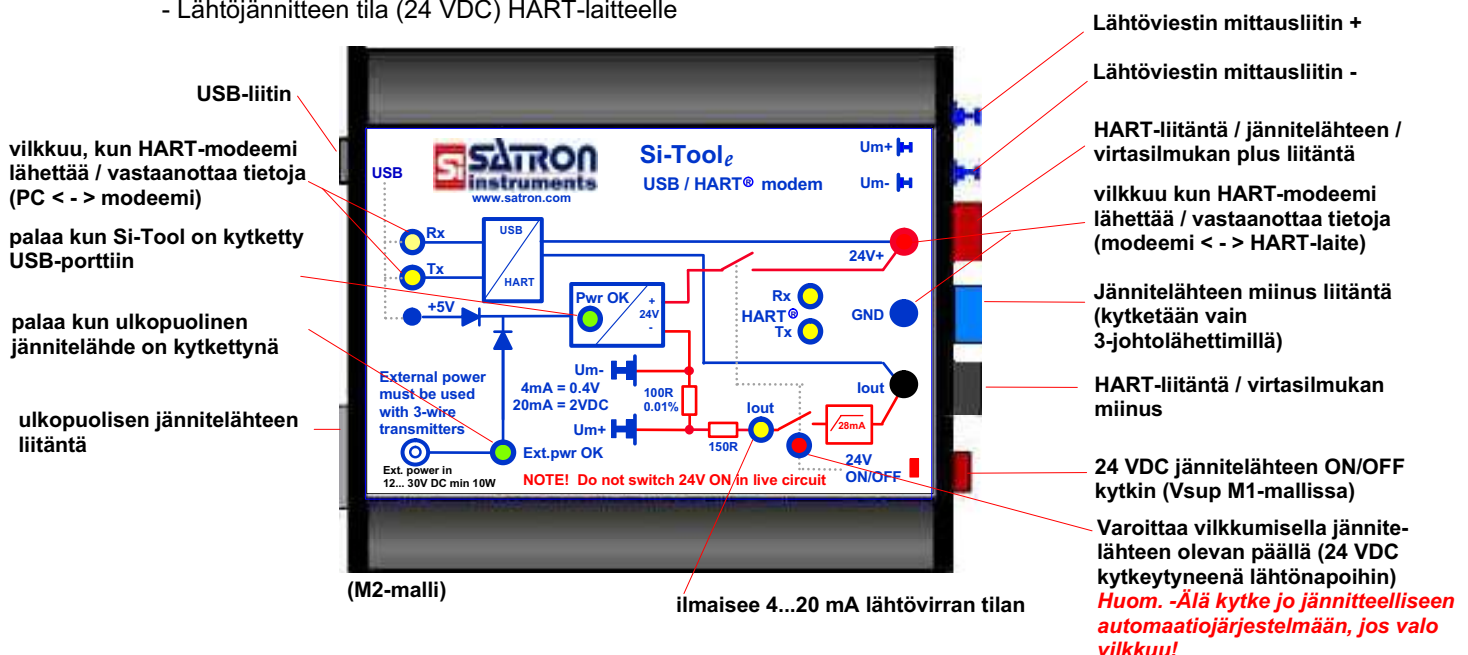 - Lähtöjännitteen tila (24 VDC) HART-laitteelle
Lähtöviestin mittausliitin +
Lähtöviestin mittausliitin -
USB-liitin
vilkkuu, kun HART-modeemi
lähettää / vastaanottaa tietoja
(PC < - > modeemi)
palaa kun Si-Tool on kytketty
USB-porttiin
palaa kun ulkopuolinen
jännitelähde on kytkettynä
ulkopuolisen jännitelähteen
liitäntä
HART-liitäntä / jännitelähteen /
virtasilmukan plus liitäntä
vilkkuu kun HART-modeemi
lähettää / vastaanottaa tietoja
(modeemi < - > HART-laite)
Jännitelähteen miinus liitäntä
(kytketään vain
3-johtolähettimillä)
HART-liitäntä / virtasilmukan
miinus
24 VDC jännitelähteen ON/OFF
kytkin (Vsup M1-mallissa)
Varoittaa vilkkumisella jännite-
lähteen olevan päällä (24 VDC
kytkeytyneenä lähtönapoihin)
Huom. -Älä kytke jo jännitteelliseen
automaatiojärjestelmään, jos valo
vilkkuu!
USB
Si SATRON
instruments
www.satron.com
Si-Tool e
USB / HART® modem
Um+
Um-
Rx
Tx
+5V
USB
HART
Pwr OK
+
24V
-
24V+
Rx
HART®
Tx
GND
Um-
4mA = 0.4V
20mA = 2VDC
Um+
100R
0.01%
150R
Iout
28mA
Iout
External power
must be used
with 3-wire
transmitters
Ext.pwr OK
Ext. power in
12... 30V DC min 10W
NOTE! Do not switch 24V ON in live circuit
24V
ON/OFF
(M2-malli)
ilmaisee 4...20 mA lähtövirran tilan